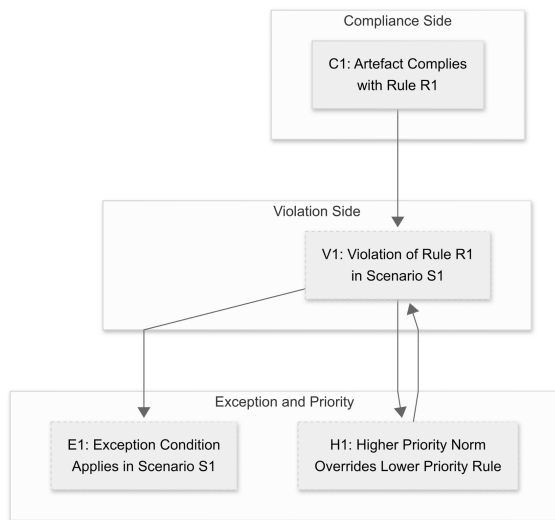 Compliance Side
C1: Artefact Complies
with Rule R1
Violation Side
V1: Violation of Rule R1
in Scenario S1
Exception and Priority
E1: Exception Condition
Applies in Scenario S1
H1: Higher Priority Norm
Overrides Lower Priority Rule